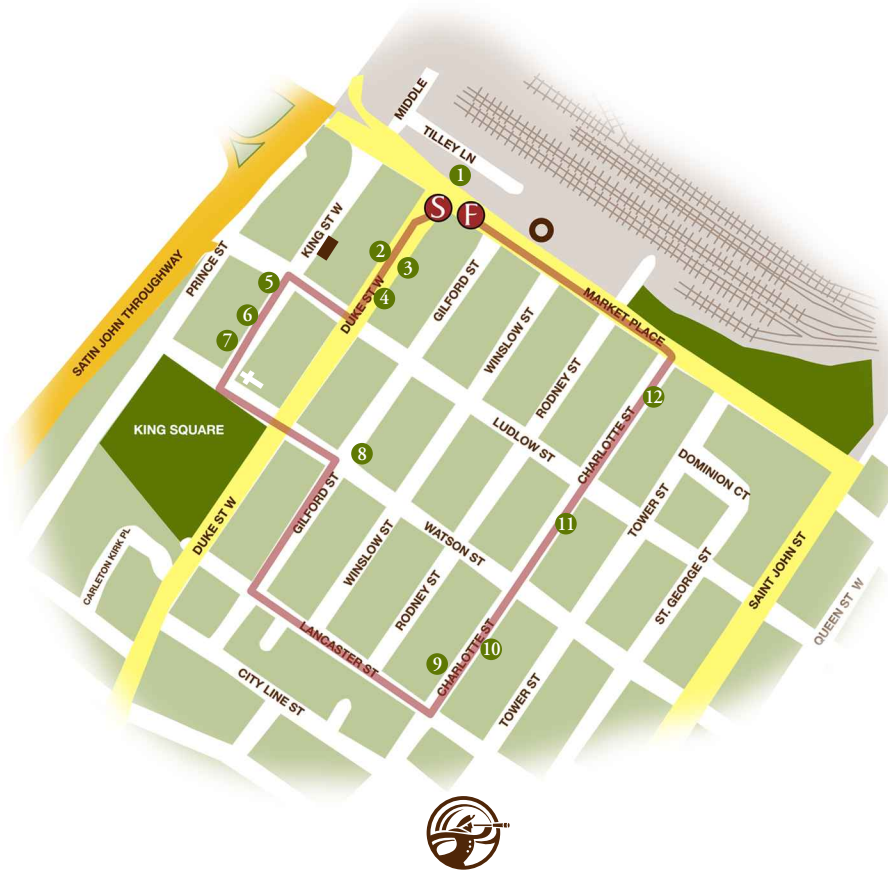 MIDDLE
TILLEY LN
1
S
F
KING ST W
2
3
PRINCE ST
5
DUKE ST W
4
GILFORD ST
SATIN JOHN THROUGHWAY
6
7
MARKET PLACE
WINSLOW ST
RODNEY ST
12
KING SQUARE
LUDLOW ST
CHARLOTTE ST
8
DOMINION CT
GILFORD ST
TOWER ST
11
DUKE ST W
WINSLOW ST
WATSON ST
CARLETON KIRK PL
RODNEY ST
ST. GEORGE ST
SAINT JOHN ST
QUEEN ST W
LANCASTER ST
9
CHARLOTTE ST
10
CITY LINE ST
TOWER ST